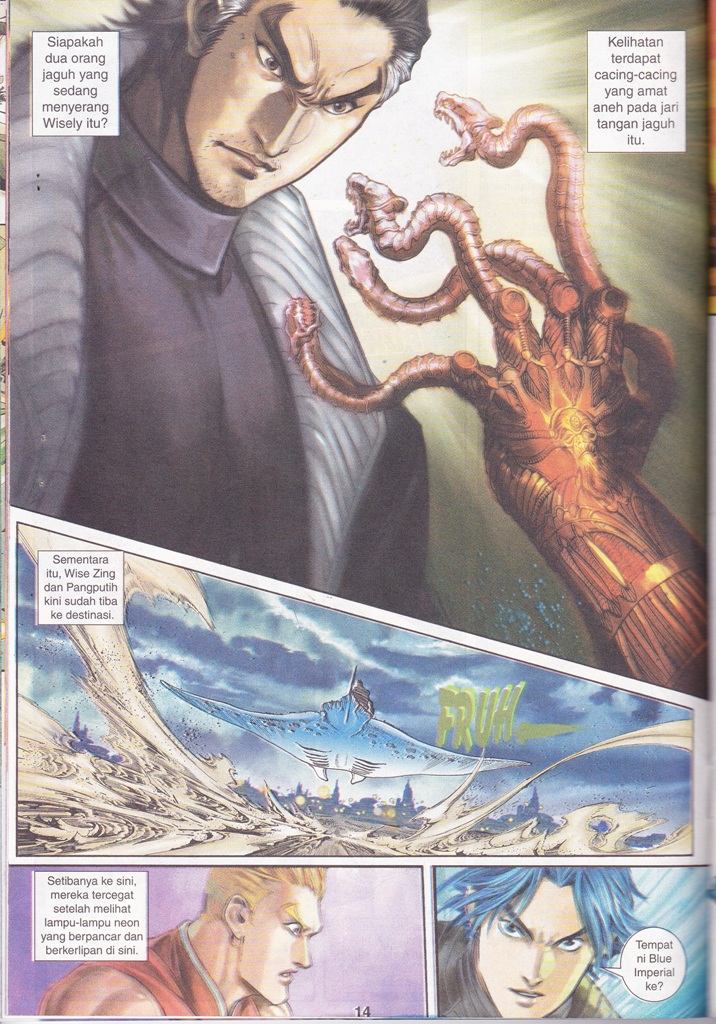 Siapakah
dua orang
jaguh yang
sedang
menyerang
Wisely itu?
Kelihatan
terdapat
cacing-cacing
yang amat
aneh pada jari
tangan jaguh
itu.
Sementara
itu, Wise Zing
dan Pangputih
kini sudah tiba
ke destinasi.
FRUH
Setibanya ke sini,
mereka tercegat
setelah melihat
lampu-lampu neon
yang berpancar dan
berkerlipan di sini.
Tempat
ni Blue
Imperial
ke?
14